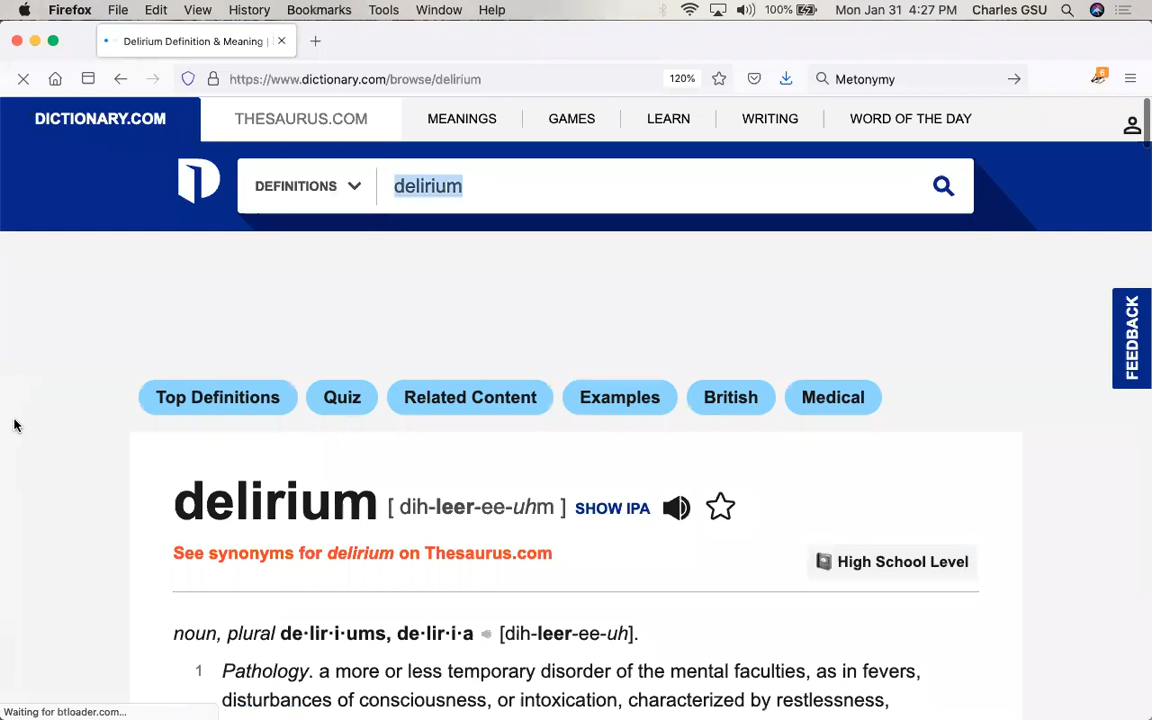 Firefox File Edit View History Bookmarks Tools Window Help 100% Mon Jan 31 4:27 PM Charles GSU
Delirium Definition & Meaning |
https://www.dictionary.com/browse/delirium 120% Metonymy 6
DICTIONARY.COM THESAURUS.COM MEANINGS GAMES LEARN WRITING WORD OF THE DAY
DEFINITIONS delirium
FEEDBACK
Top Definitions Quiz Related Content Examples British Medical
delirium [ dih-leer-ee-uhm ] SHOW IPA
See synonyms for delirium on Thesaurus.com
High School Level
noun, plural de·lir·i·ums, de·lir·i·a [dih-leer-ee-uh].
1 Pathology. a more or less temporary disorder of the mental faculties, as in fevers,
disturbances of consciousness, or intoxication, characterized by restlessness,
Waiting for btloader.com...